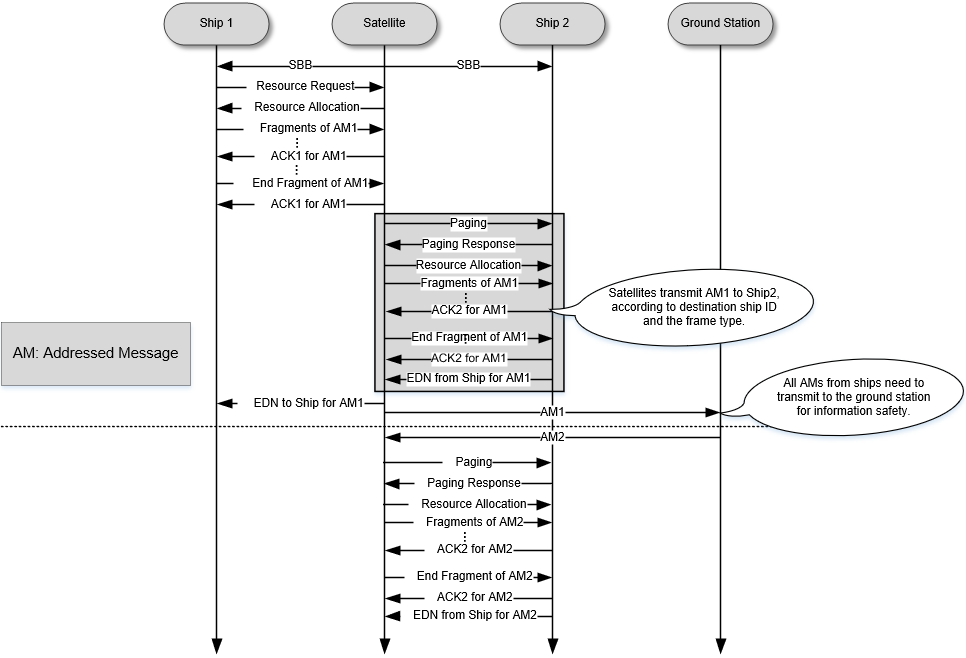 Ship 1
Satellite
Ship 2
Ground Station
SBB
SBB
Resource Request
Resource Allocation
Fragments of AM1
ACK1 for AM1
End Fragment of AM1
ACK1 for AM1
Paging
Paging Response
Resource Allocation
Fragments of AM1
ACK2 for AM1
Satellites transmit AM1 to Ship2,
according to destination ship ID
and the frame type.
End Fragment of AM1
AM: Addressed Message
ACK2 for AM1
EDN from Ship for AM1
All AMs from ships need to
transmit to the ground station
for information safety.
EDN to Ship for AM1
AM1
AM2
Paging
Paging Response
Resource Allocation
Fragments of AM2
ACK2 for AM2
End Fragment of AM2
ACK2 for AM2
EDN from Ship for AM2